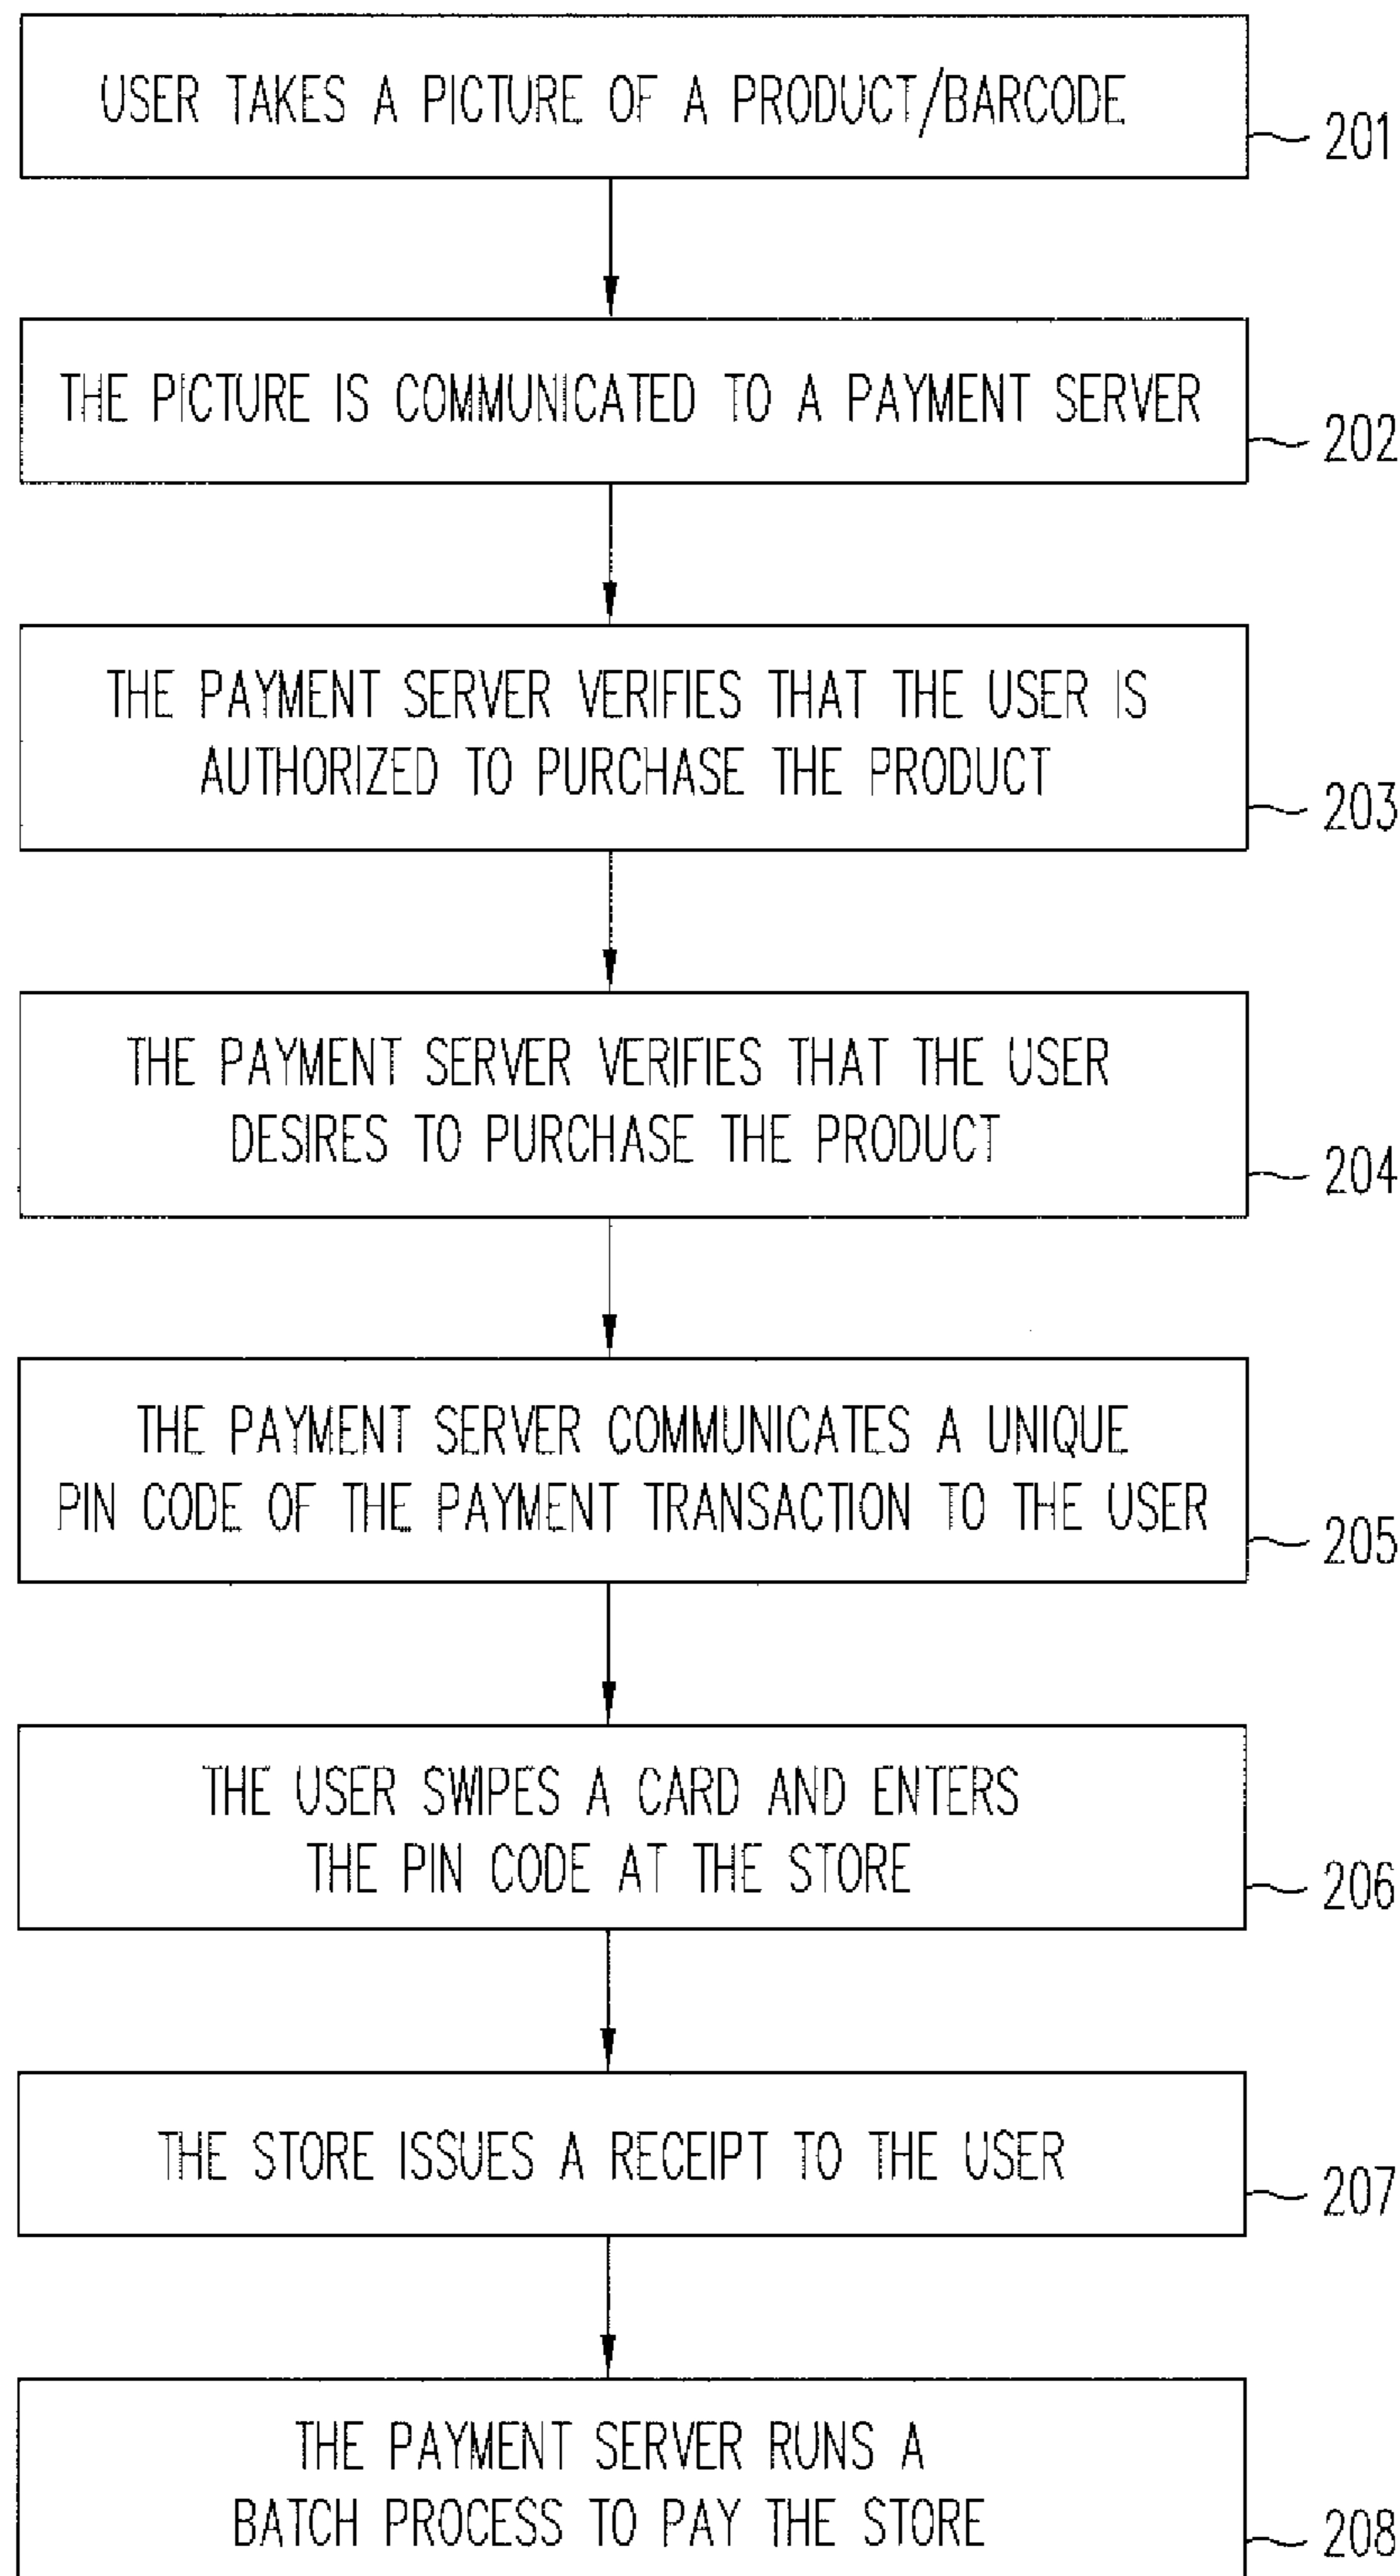 USER TAKES A PICTURE OF A PRODUCT/BARCODE
201
THE PICTURE IS COMMUNICATED TO A PAYMENT SERVER
202
THE PAYMENT SERVER VERIFIES THAT THE USER IS
AUTHORIZED TO PURCHASE THE PRODUCT
203
THE PAYMENT SERVER VERIFIES THAT THE USER
DESIRES TO PURCHASE THE PRODUCT
204
THE PAYMENT SERVER COMMUNICATES A UNIQUE
PIN CODE OF THE PAYMENT TRANSACTION TO THE USER
205
THE USER SWIPES A CARD AND ENTERS
THE PIN CODE AT THE STORE
206
THE STORE ISSUES A RECEIPT TO THE USER
207
THE PAYMENT SERVER RUNS A
BATCH PROCESS TO PAY THE STORE
208